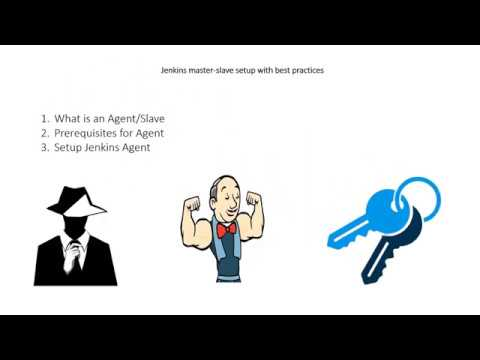 Jenkins master-slave setup with best practices
1. What is an Agent/Slave
2. Prerequisites for Agent
3. Setup Jenkins Agent